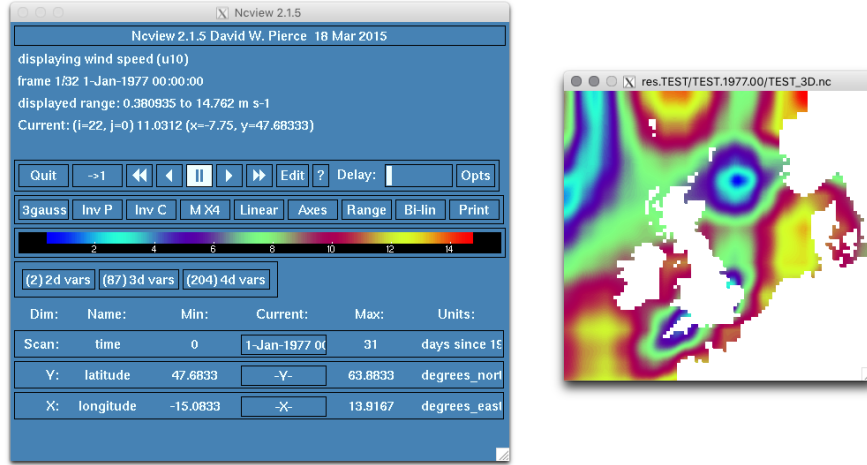 Ncview 2.1.5
Ncview 2.1.5 David W. Pierce 18 Mar 2015
displaying wind speed (u10)
frame 1/32 1-Jan-1977 00:00:00
displayed range: 0.380935 to 14.762 m s-1
Current: (i=22, j=0) 11.0312 (x=-7.75, y=47.68333)
Quit ->1 Edit ? Delay: Opts
3gauss Inv P Inv C M X4 Linear Axes Range Bi-lin Print
2 4 6 8 10 12 14
(2) 2d vars (87) 3d vars (204) 4d vars
Dim: Name: Min: Current: Max: Units:
Scan: time 0 1-Jan-1977 00 31 days since 19
Y: latitude 47.6833 -Y- 63.8833 degrees_nort
X: longitude -15.0833 -X- 13.9167 degrees_east
res.TEST/TEST.1977.00/TEST_3D.nc